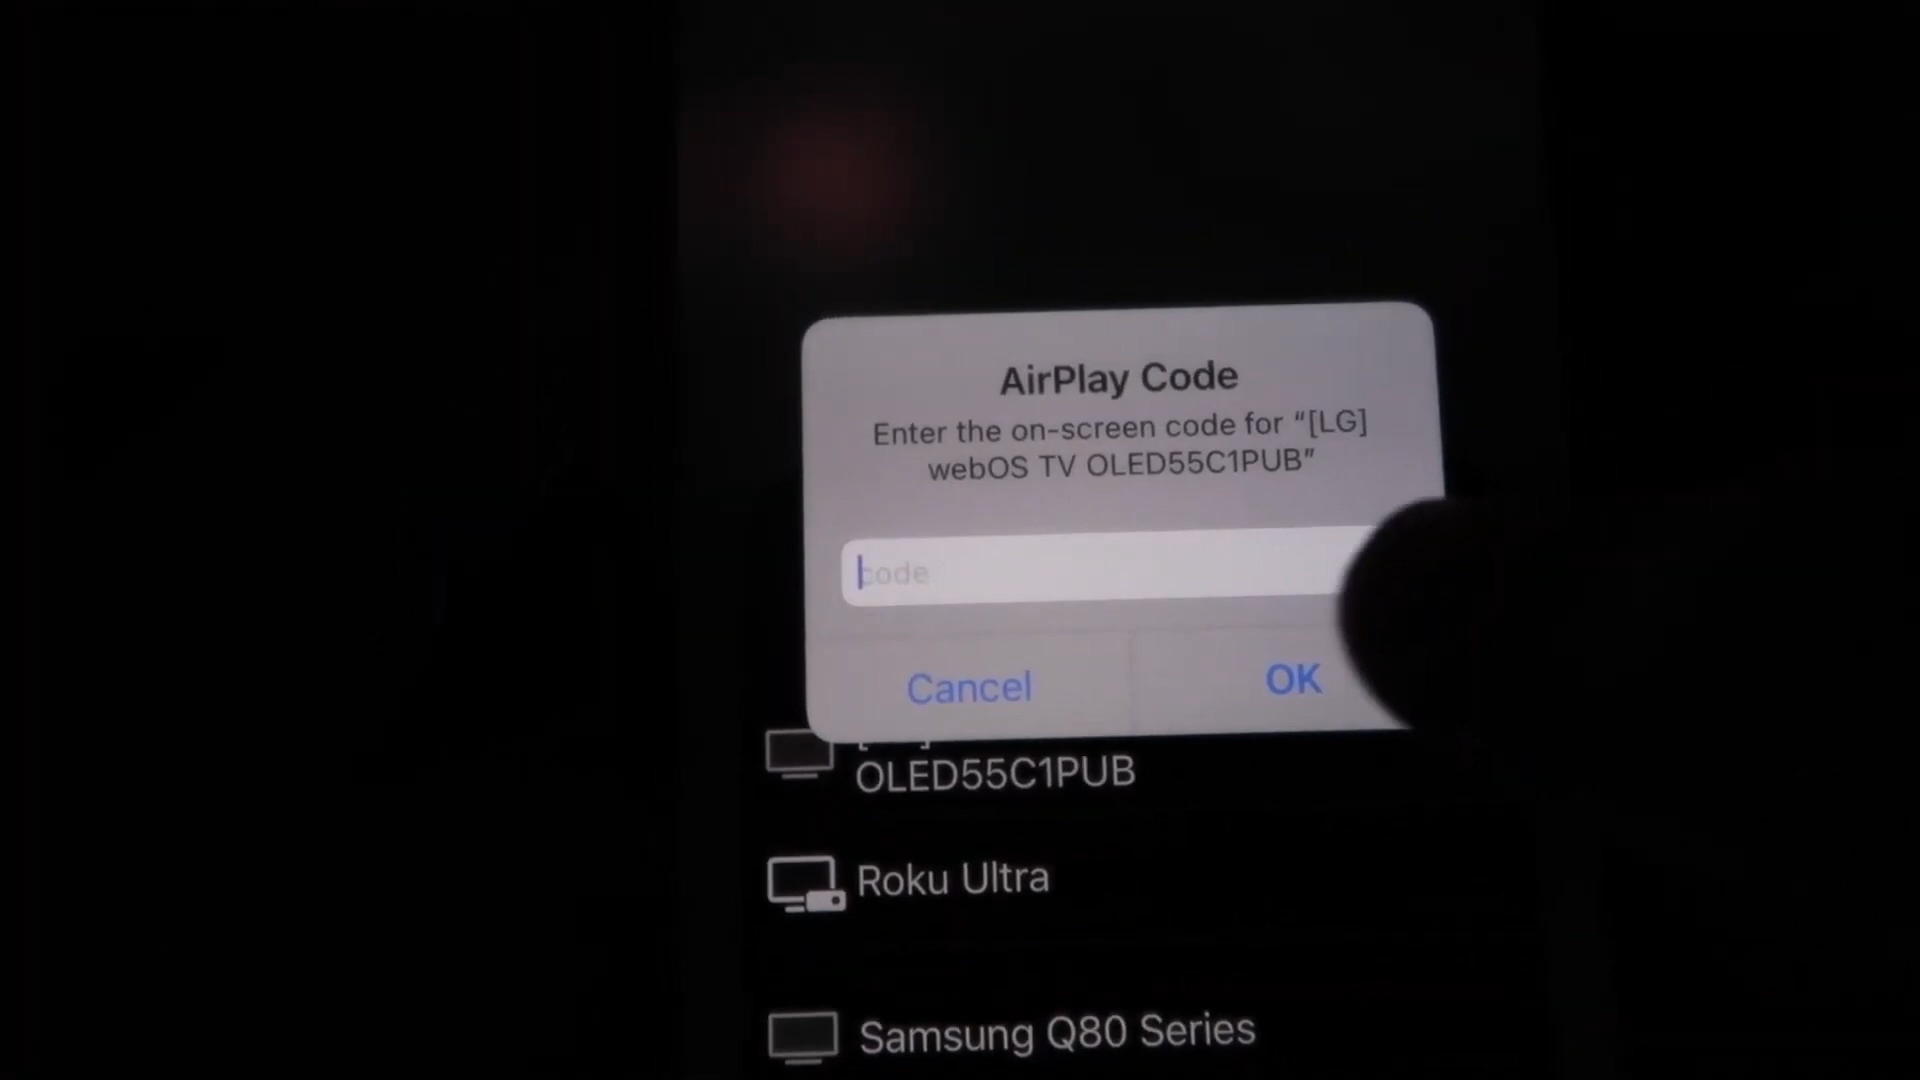 AirPlay Code
Enter the on-screen code for “[LG]
webOS TV OLED55C1PUB”
code
Cancel
OK
OLED55C1PUB
Roku Ultra
Samsung Q80 Series